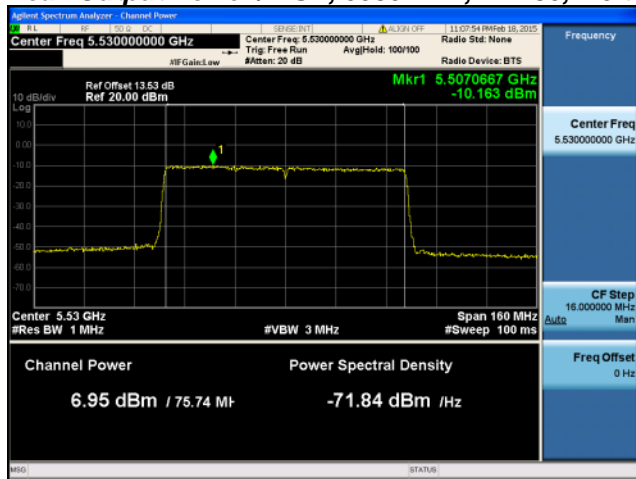 Agilent Spectrum Analyzer - Channel Power
RL RF 50 Ω DC SENSE:INT ALIGN OFF 11:07:54 PM Feb 18, 2015
Center Freq 5.530000000 GHz
Center Freq: 5.530000000 GHz
Radio Std: None
Trig: Free Run Avg|Hold: 100/100
#IFGain:Low #Atten: 20 dB Radio Device: BTS
Mkr1 5.5070667 GHz
-10.163 dBm
Ref Offset 13.53 dB
10 dB/div Ref 20.00 dBm
Log
10.0
0.00
1
-10.0
-20.0
-30.0
-40.0
-50.0
-60.0
-70.0
Center 5.53 GHz Span 160 MHz
#Res BW 1 MHz #VBW 3 MHz #Sweep 100 ms
Channel Power Power Spectral Density
6.95 dBm / 75.74 MH -71.84 dBm /Hz
MSG STATUS
Frequency
Center Freq
5.530000000 GHz
CF Step
16.000000 MHz
Auto Man
Freq Offset
0 Hz